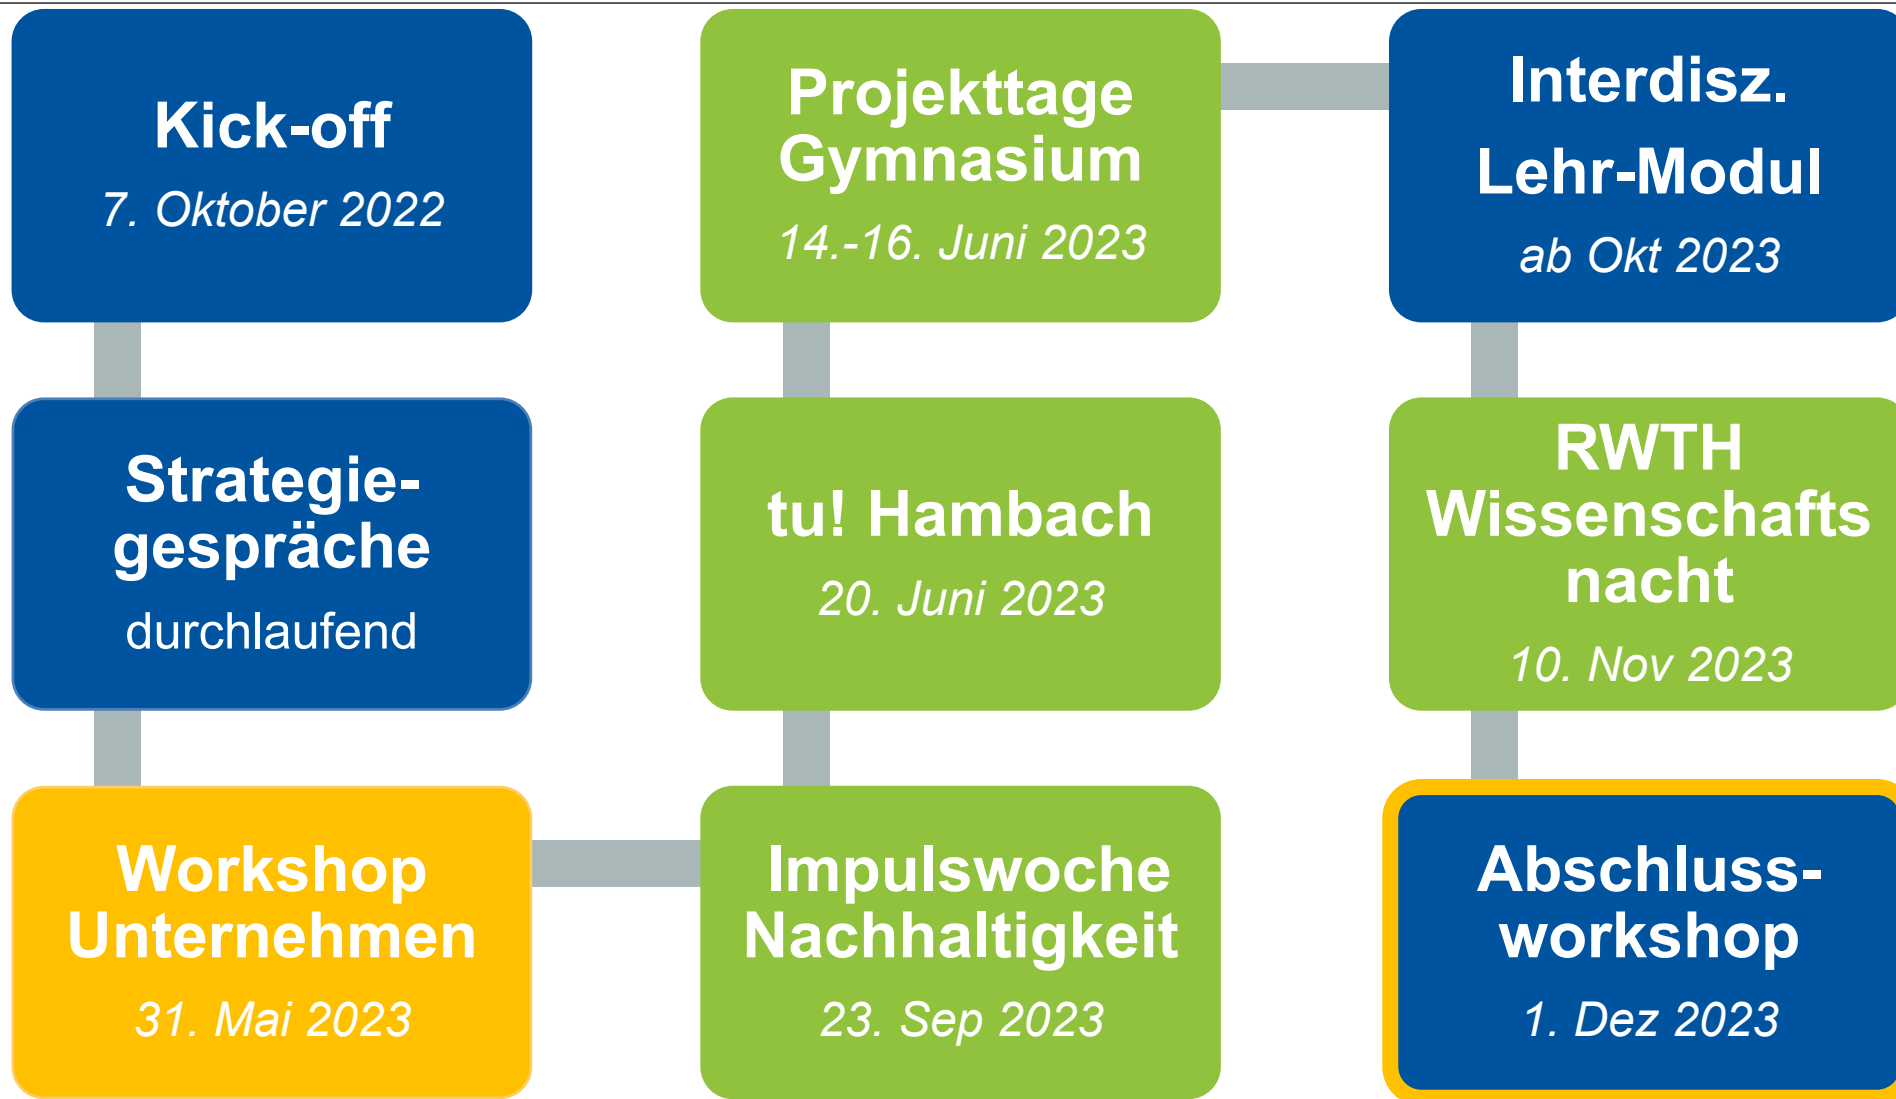 Kick-off
7. Oktober 2022
Strategie-
gespräche
durchlaufend
Workshop
Unternehmen
31. Mai 2023
Impulswoche
Nachhaltigkeit
23. Sep 2023
tu! Hambach
20. Juni 2023
Projekttage
Gymnasium
14.-16. Juni 2023
Interdisz.
Lehr-Modul
ab Okt 2023
RWTH
Wissenschafts
nacht
10. Nov 2023
Abschluss-
workshop
1. Dez 2023